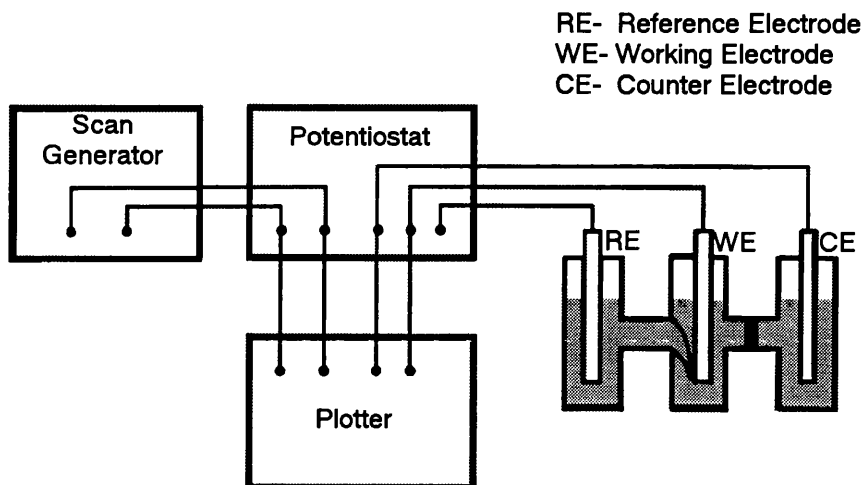 RE- Reference Electrode
WE- Working Electrode
CE- Counter Electrode
Scan
Generator
Potentiostat
RE
WE
CE
Plotter